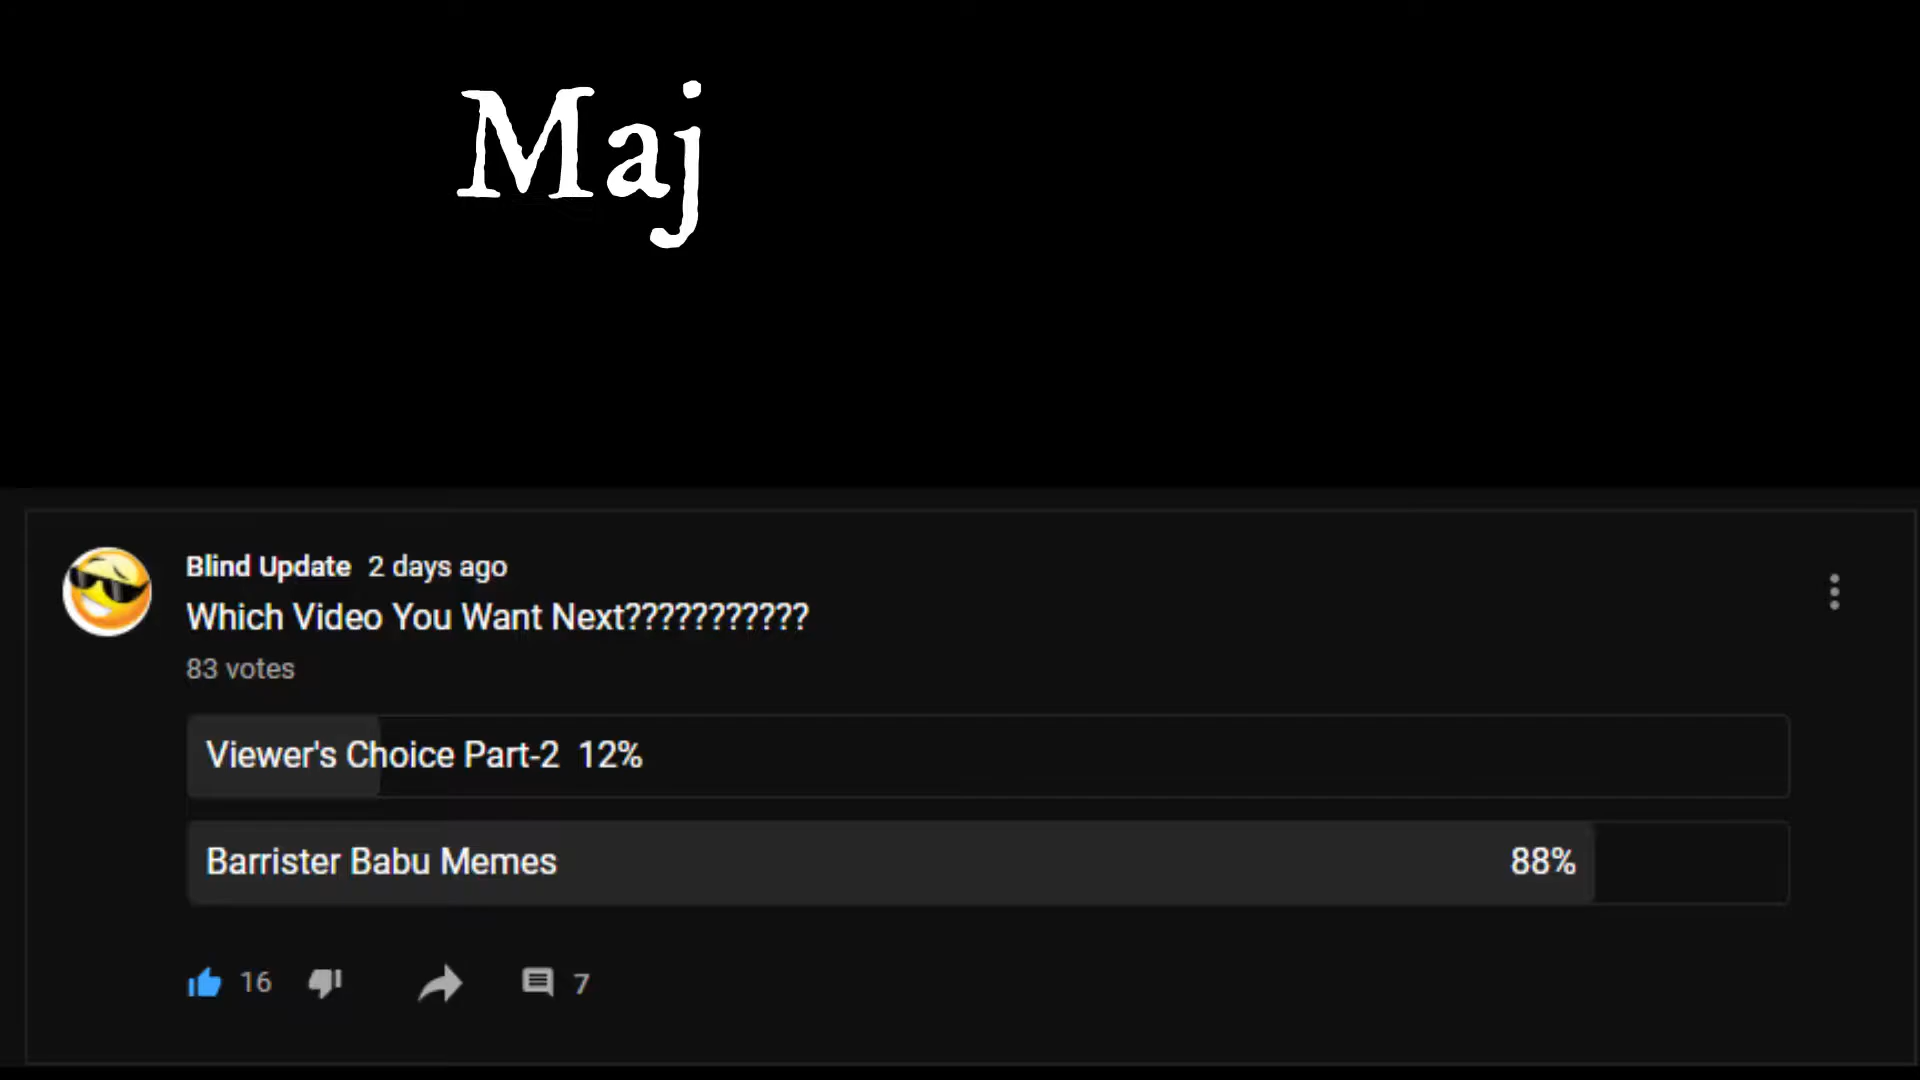 Maj
Blind Update 2 days ago
Which Video You Want Next???????????
83 votes
Viewer's Choice Part-2 12%
Barrister Babu Memes 88%
16 7